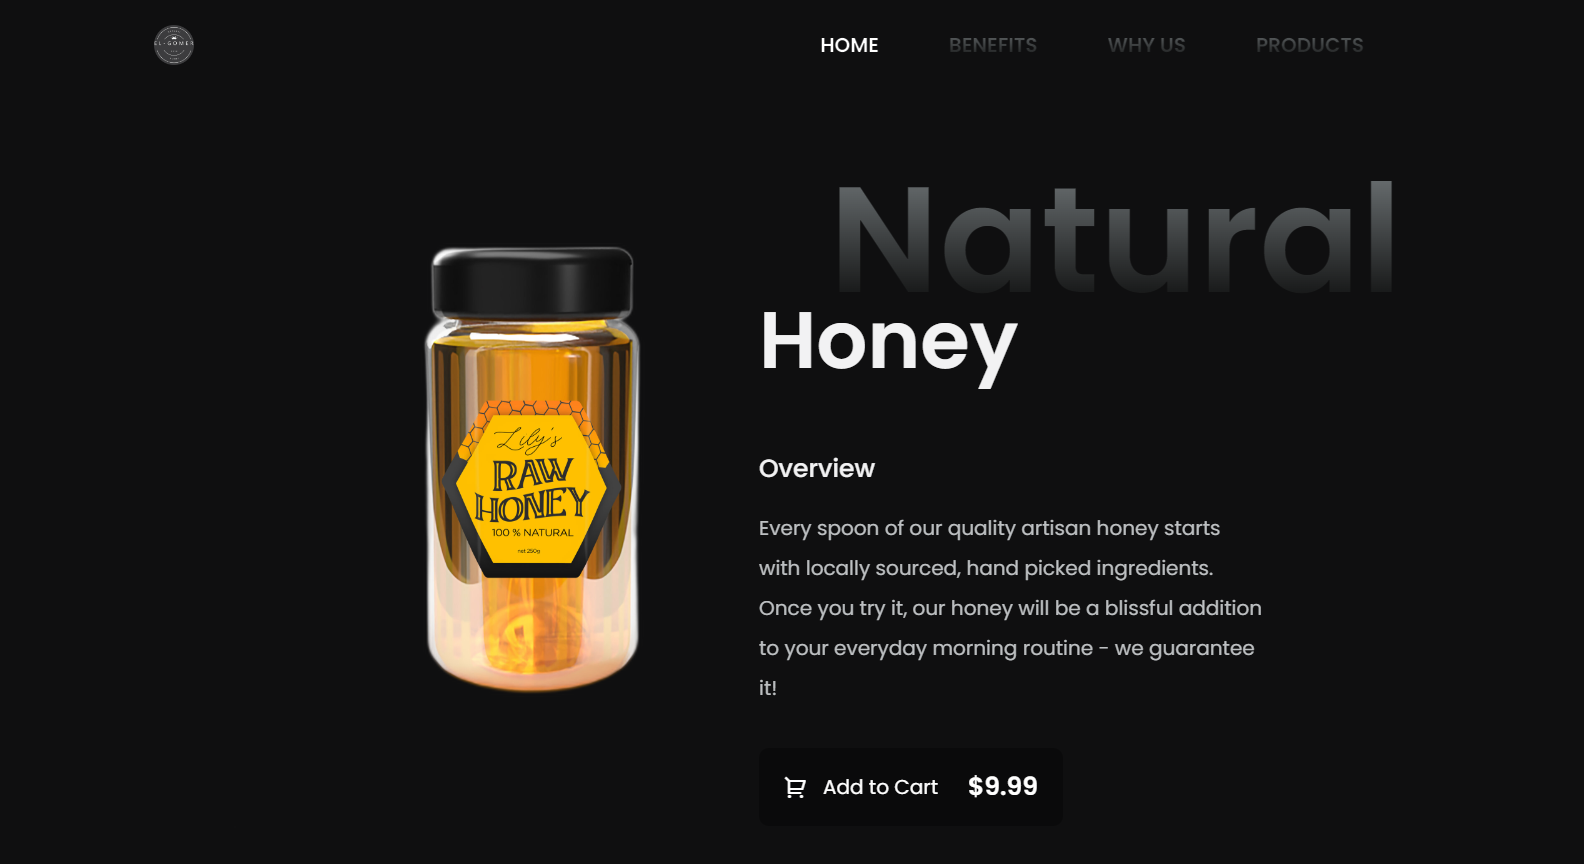 EL-GOMER
HOME
BENEFITS
WHY US
PRODUCTS
Natural
Honey
Lily's
RAW
HONEY
100 % NATURAL
net 250g
Overview
Every spoon of our quality artisan honey starts
with locally sourced, hand picked ingredients.
Once you try it, our honey will be a blissful addition
to your everyday morning routine - we guarantee
it!
Add to Cart
$9.99